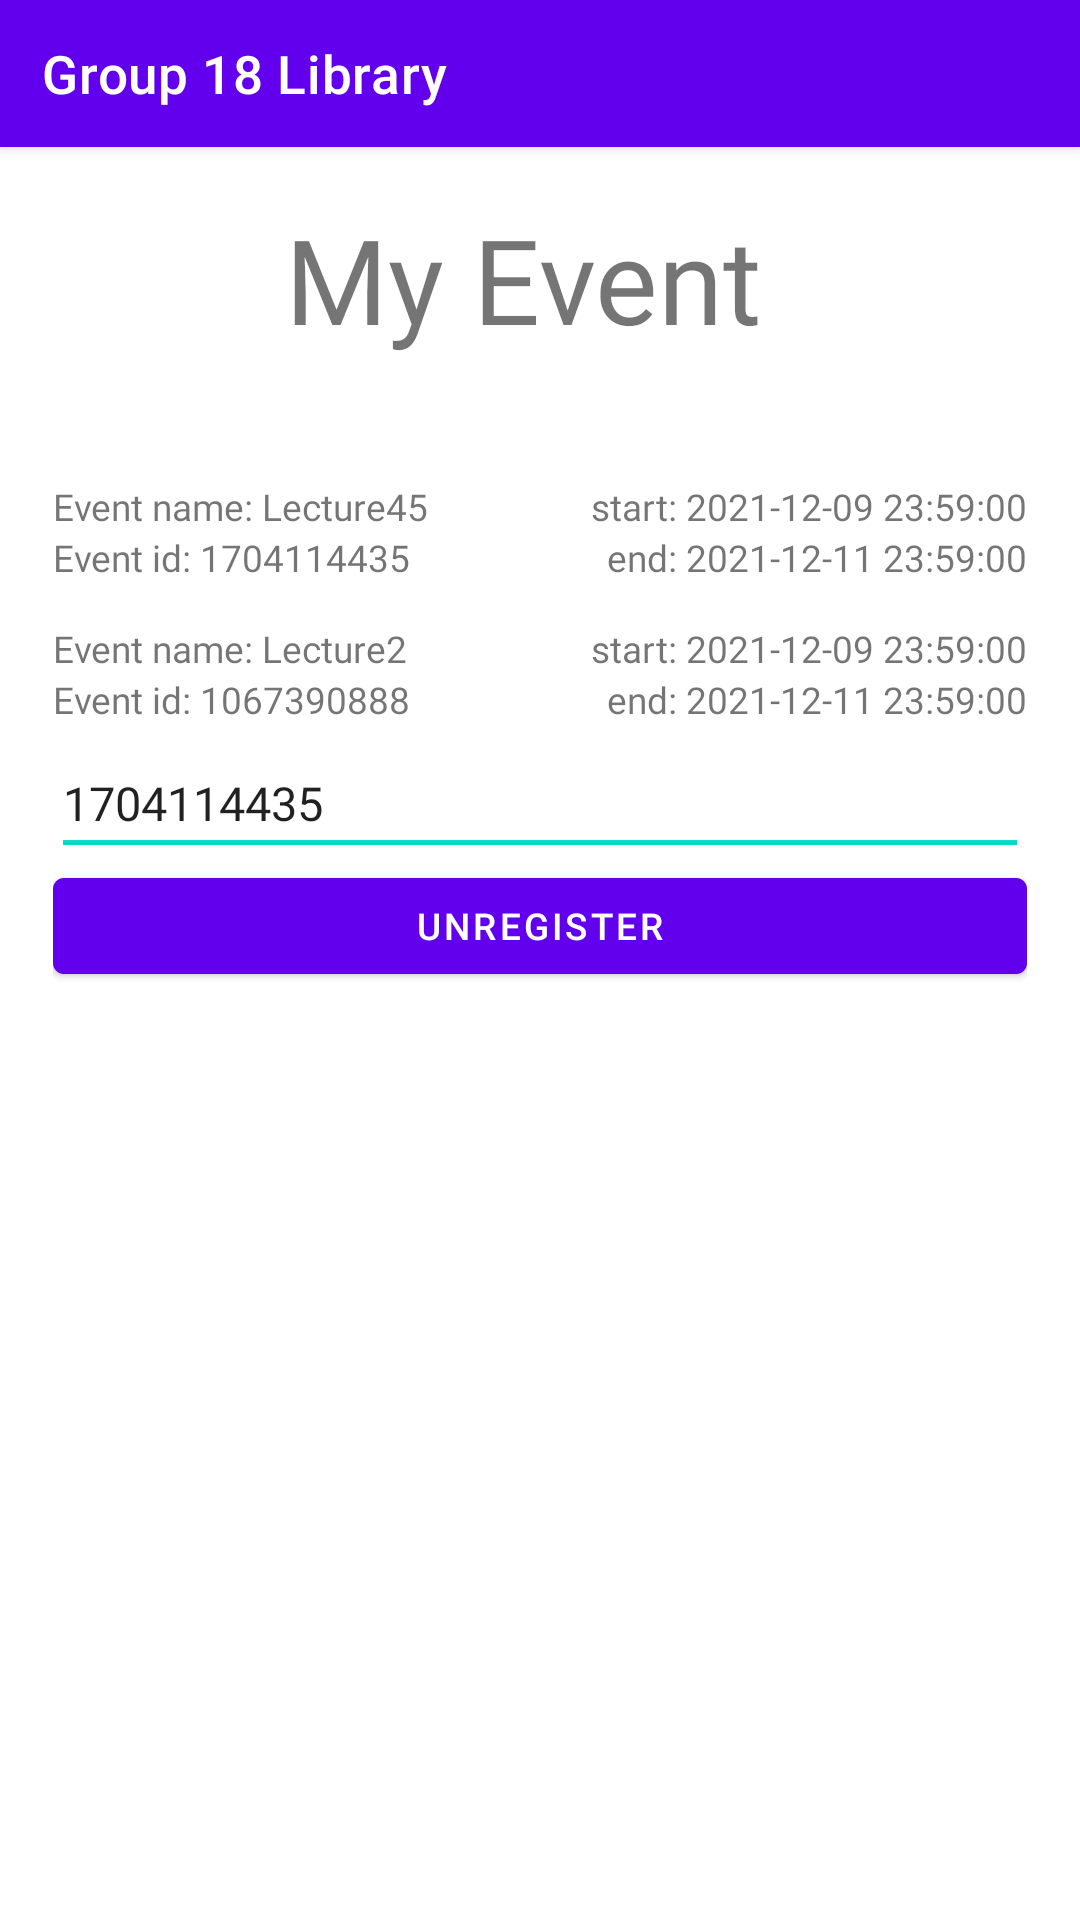 Group 18 Library
My Event
Event name: Lecture45 start: 2021-12-09 23:59:00
Event id: 1704114435 end: 2021-12-11 23:59:00
Event name: Lecture2 start: 2021-12-09 23:59:00
Event id: 1067390888 end: 2021-12-11 23:59:00
1704114435
UNREGISTER